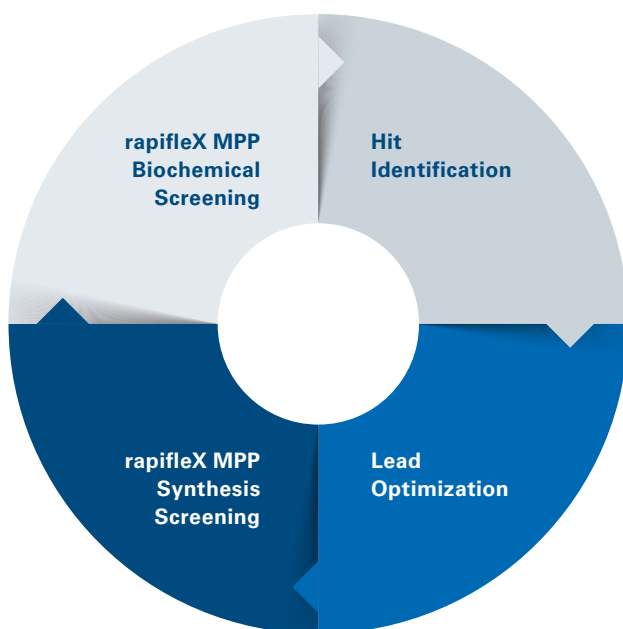 rapifleX MPP
Biochemical
Screening
Hit
Identification
rapifleX MPP
Synthesis
Screening
Lead
Optimization